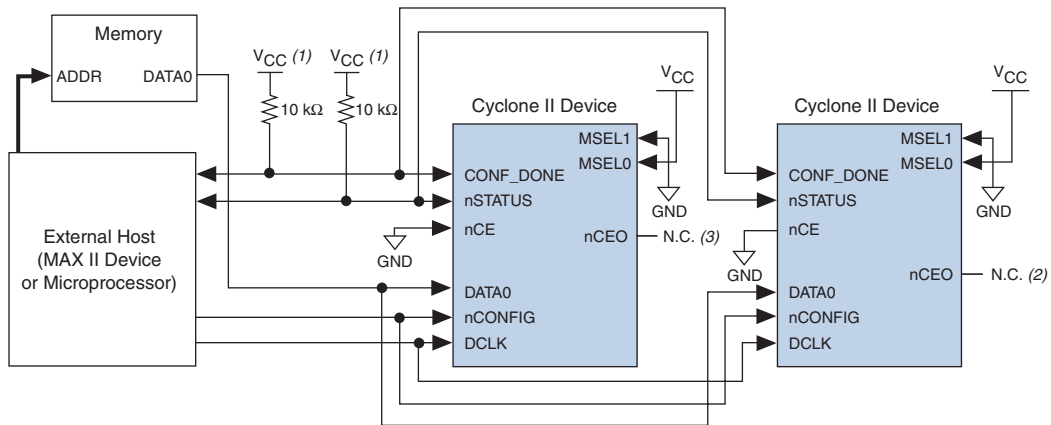 Memory
ADDR DATA0
VCC (1)
10 kΩ
VCC (1)
10 kΩ
External Host
(MAX II Device
or Microprocessor)
Cyclone II Device
VCC
MSEL1
MSEL0
CONF_DONE
nSTATUS
nCE
GND
GND
nCEO
N.C. (3)
DATA0
nCONFIG
DCLK
Cyclone II Device
VCC
MSEL1
MSEL0
CONF_DONE
nSTATUS
nCE
GND
GND
nCEO
N.C. (2)
DATA0
nCONFIG
DCLK